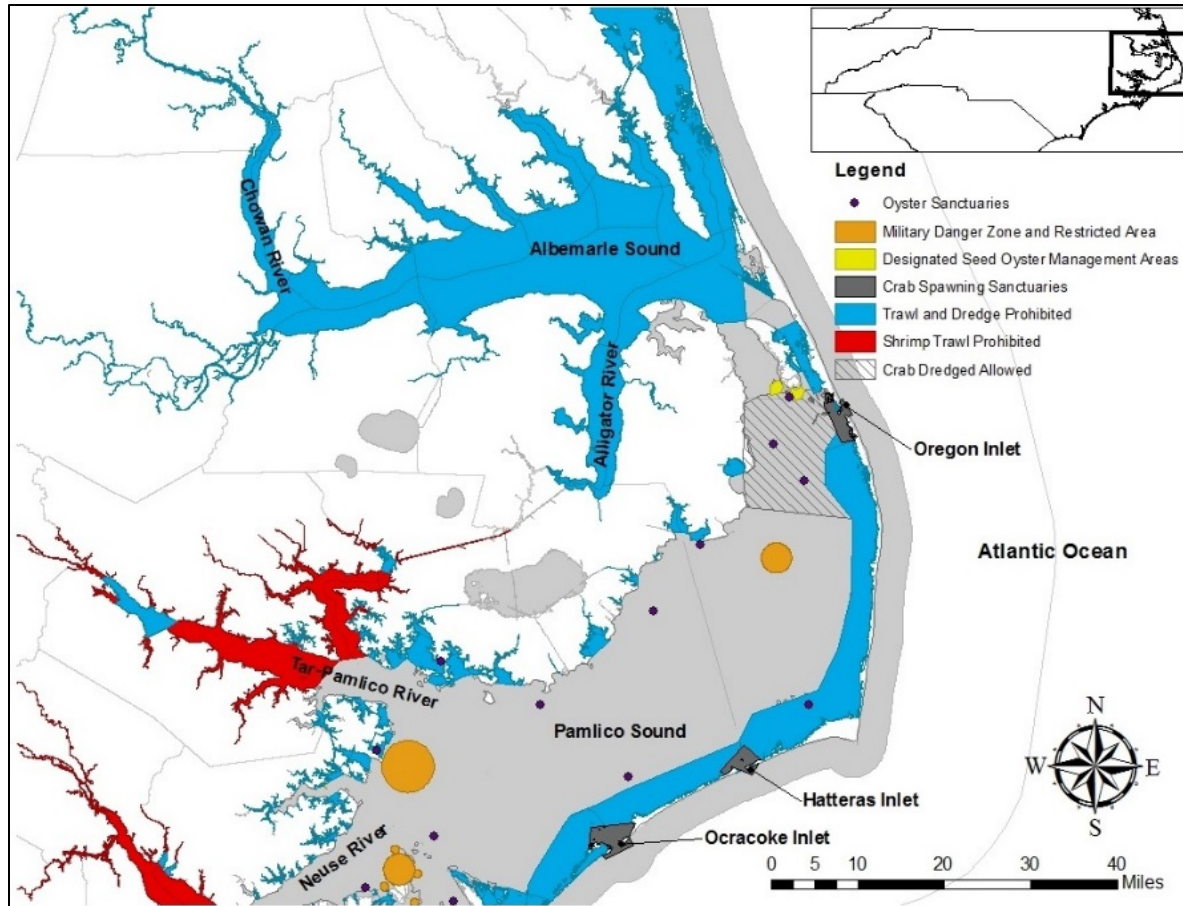 Legend
Oyster Sanctuaries
Military Danger Zone and Restricted Area
Designated Seed Oyster Management Areas
Crab Spawning Sanctuaries
Trawl and Dredge Prohibited
Shrimp Trawl Prohibited
Crab Dredged Allowed
Chowan River
Albemarle Sound
Alligator River
Oregon Inlet
Atlantic Ocean
Tar-Pamlico River
Pamlico Sound
Hatteras Inlet
Ocracoke Inlet
Neuse River
N
W E
S
0 5 10 20 30 40
Miles